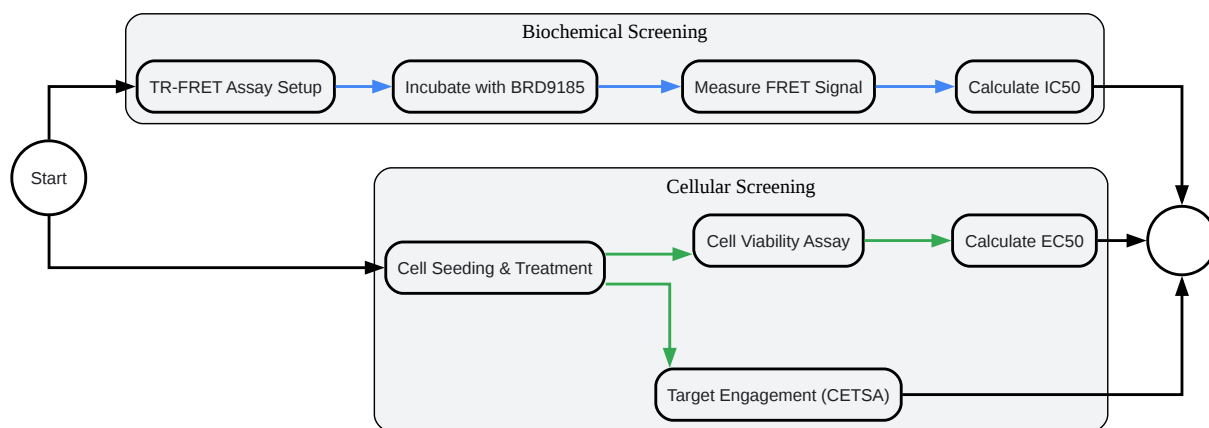 Biochemical Screening
TR-FRET Assay Setup
Incubate with BRD9185
Measure FRET Signal
Calculate IC50
Start
Cellular Screening
Cell Seeding & Treatment
Cell Viability Assay
Calculate EC50
Target Engagement (CETSA)